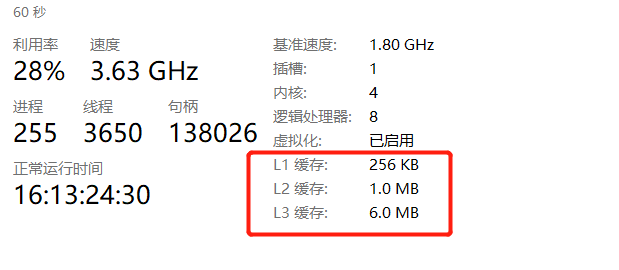 60 秒
利用率 速度
28% 3.63 GHz
进程 线程 句柄
255 3650 138026
正常运行时间
16:13:24:30
基准速度: 1.80 GHz
插槽: 1
内核: 4
逻辑处理器: 8
虚拟化: 已启用
L1 缓存: 256 KB
L2 缓存: 1.0 MB
L3 缓存: 6.0 MB